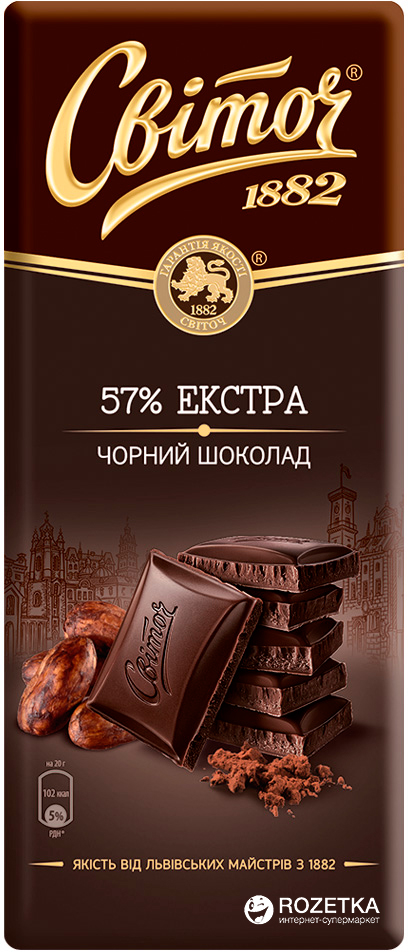 Світоч®
1882
ГАРАНТІЯ ЯКОСТІ
®
1882
СВІТОЧ
57% ЕКСТРА
ЧОРНИЙ ШОКОЛАД
Світоч
на 20 г
102 ккал
5%
РДН*
ЯКІСТЬ ВІД ЛЬВІВСЬКИХ МАЙСТРІВ З 1882
ROZETKA
интернет-супермаркет